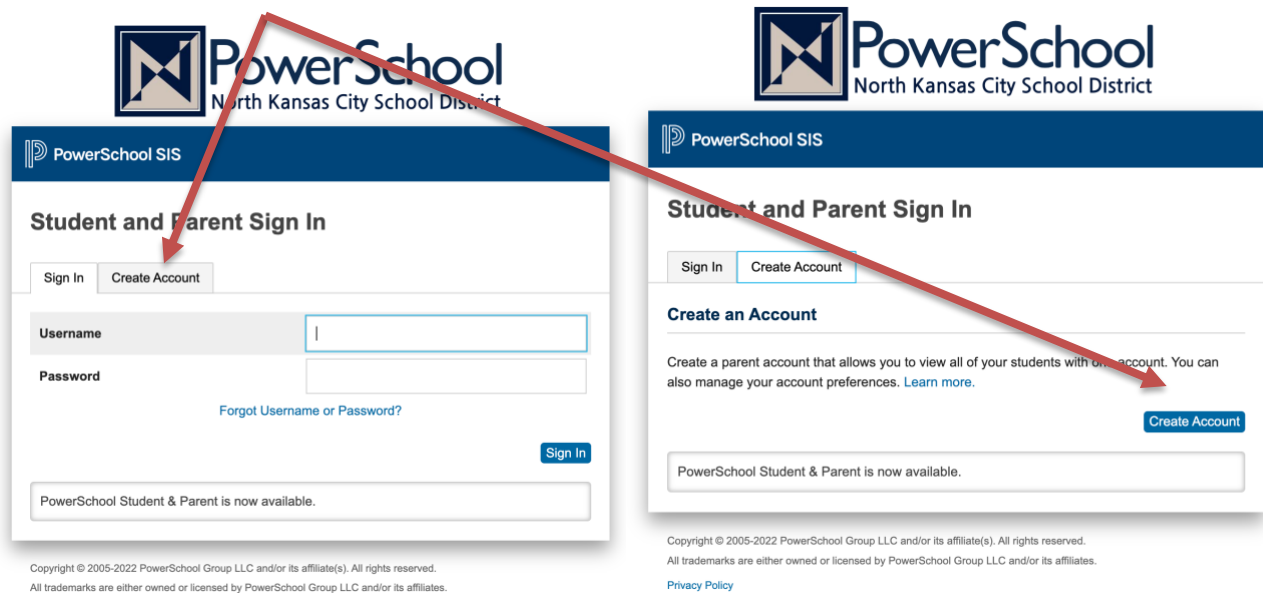 PowerSchool
North Kansas City School District
PowerSchool SIS
Student and Parent Sign In
Sign In
Create Account
Username
Password
Forgot Username or Password?
Sign In
PowerSchool Student & Parent is now available.
Copyright © 2005-2022 PowerSchool Group LLC and/or its affiliate(s). All rights reserved.
All trademarks are either owned or licensed by PowerSchool Group LLC and/or its affiliates.
PowerSchool
North Kansas City School District
PowerSchool SIS
Student and Parent Sign In
Sign In
Create Account
Create an Account
Create a parent account that allows you to view all of your students with one account. You can
also manage your account preferences. Learn more.
Create Account
PowerSchool Student & Parent is now available.
Copyright © 2005-2022 PowerSchool Group LLC and/or its affiliate(s). All rights reserved.
All trademarks are either owned or licensed by PowerSchool Group LLC and/or its affiliates.
Privacy Policy